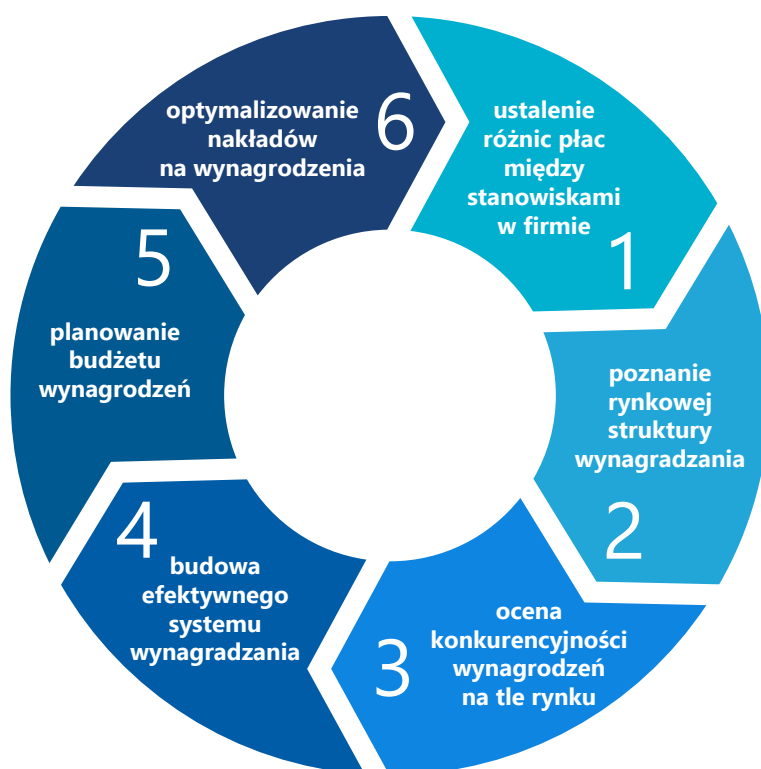 ustalenie
różnic płac
między
stanowiskami
w firmie
1
poznanie
rynkowej
struktury
wynagradzania
2
ocena
konkurencyjności
wynagrodzeń
na tle rynku
3
4
budowa
efektywnego
systemu
wynagradzania
5
planowanie
budżetu
wynagrodzeń
6
optymalizowanie
nakładów
na wynagrodzenia